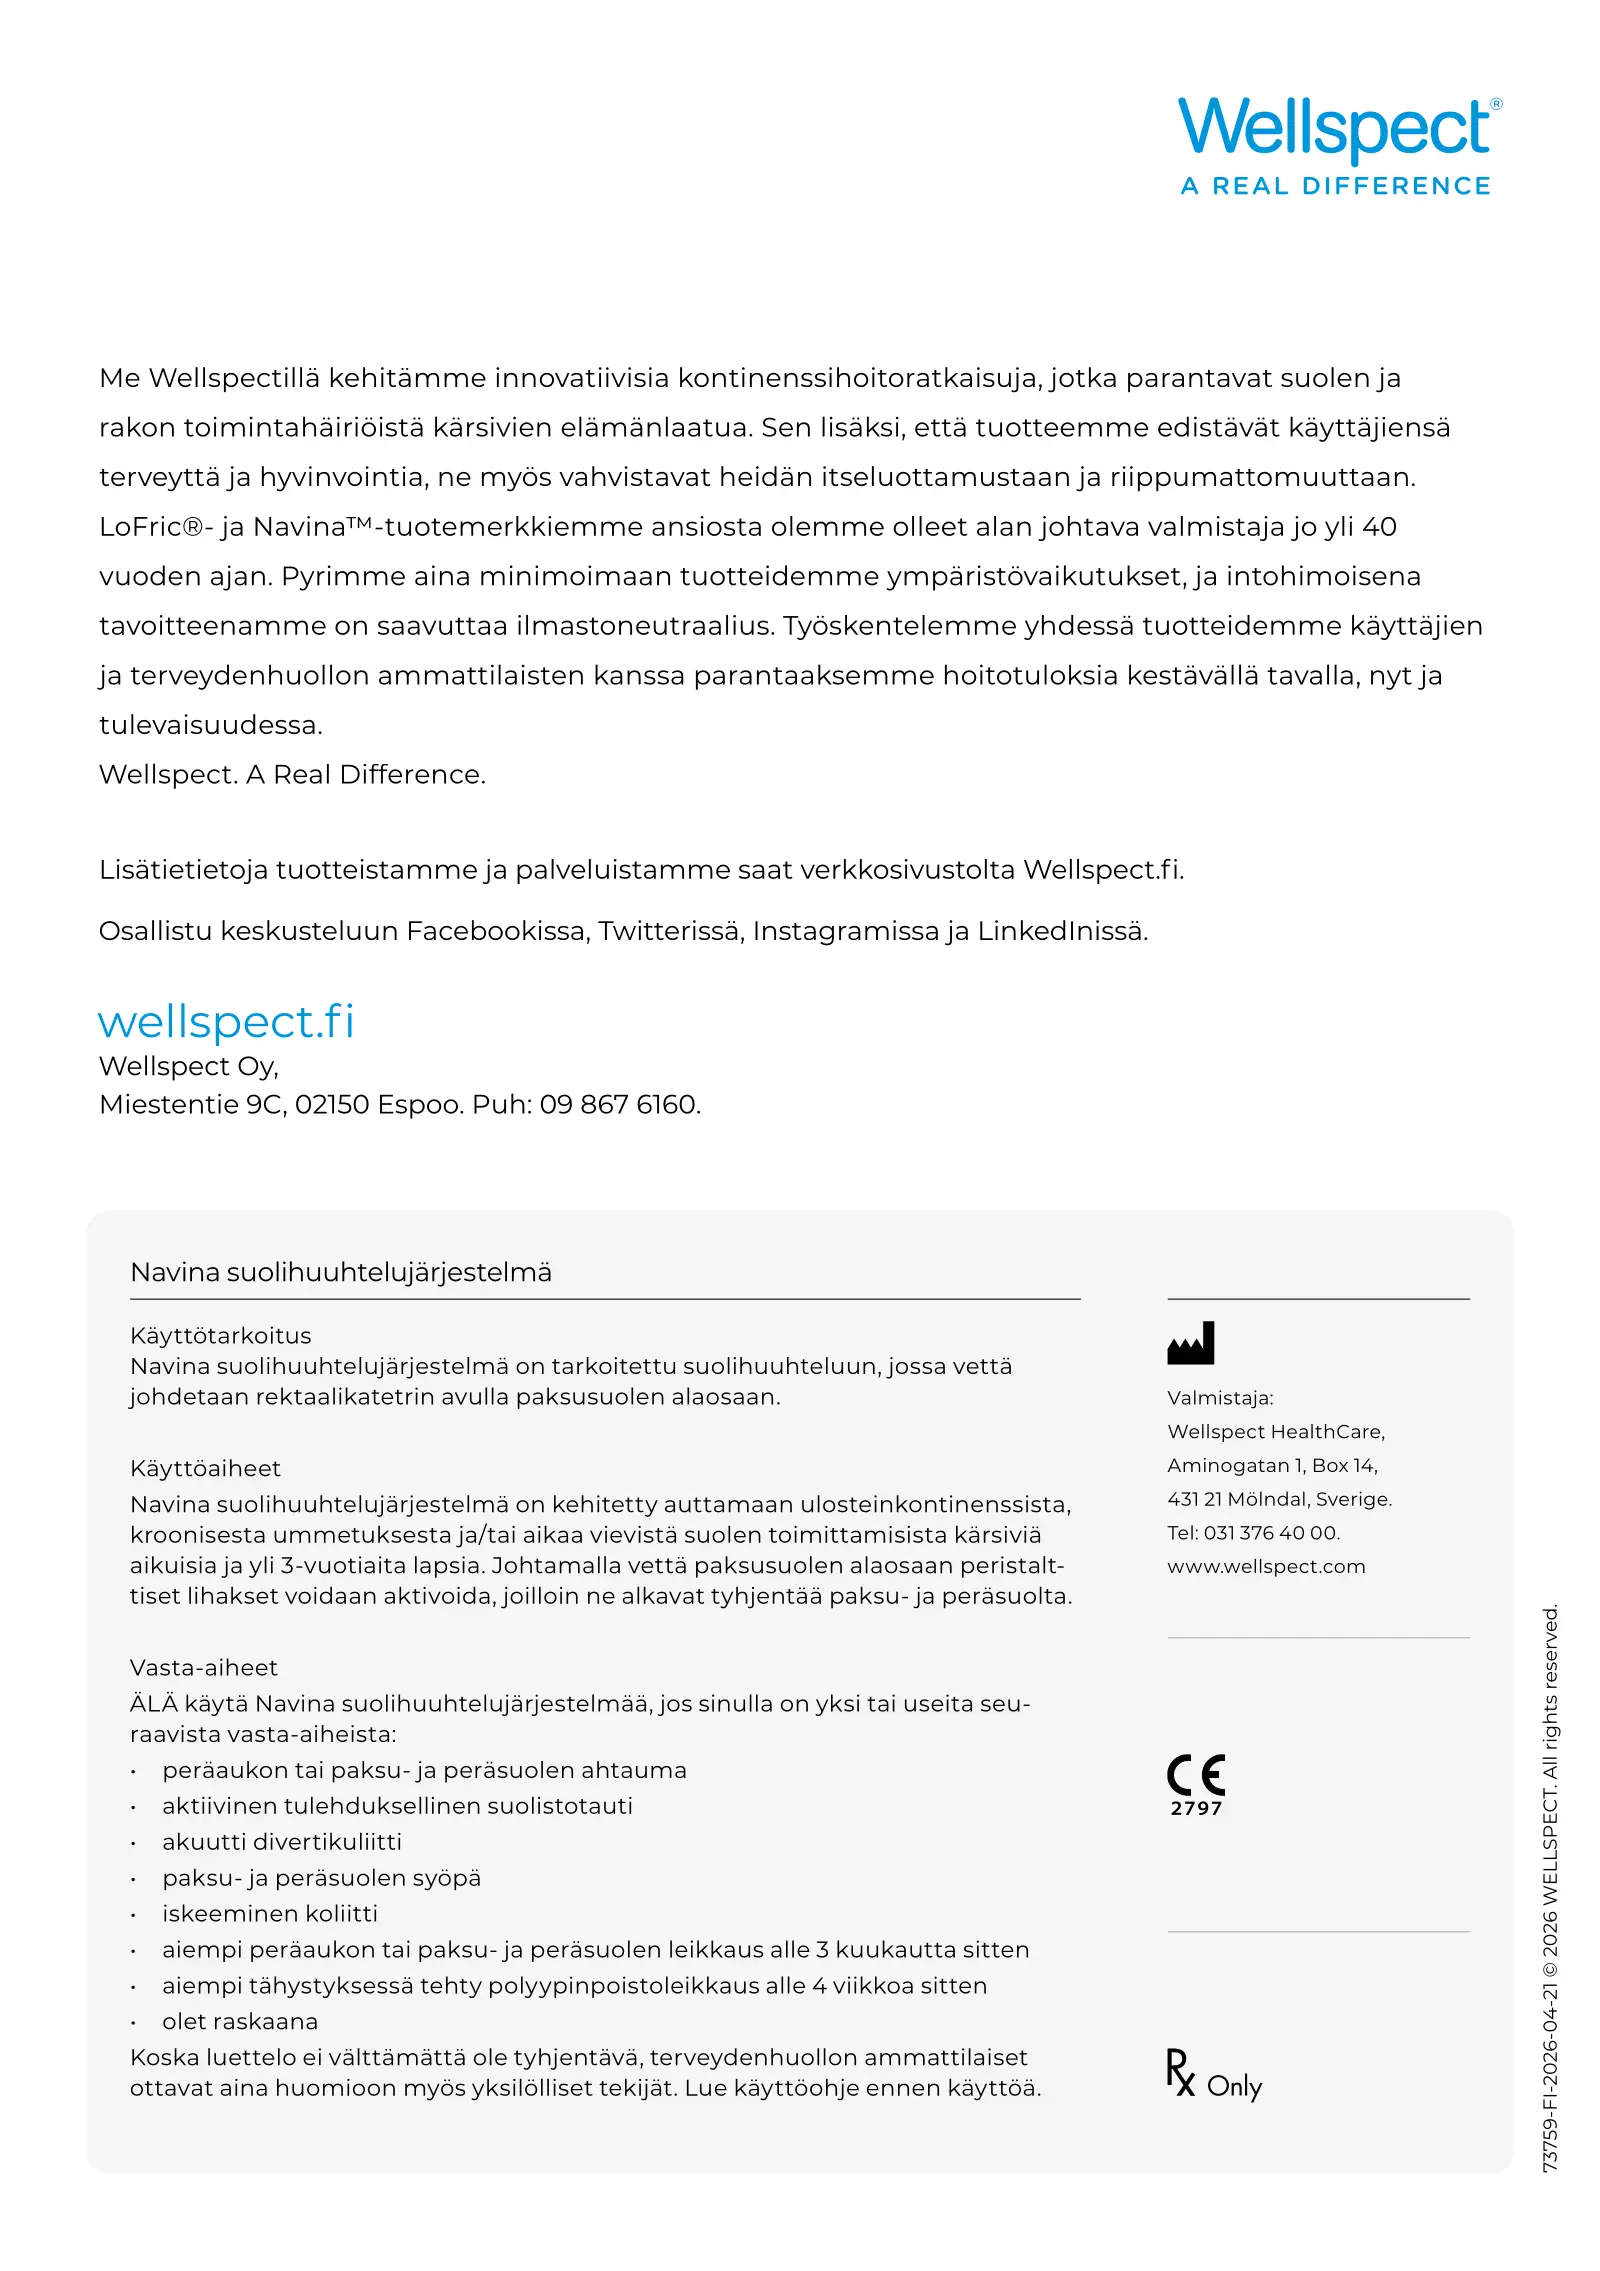 Wellspect®
A REAL DIFFERENCE
Me Wellspectillä kehitämme innovatiivisia kontinenssihoitoratkaisuja, jotka parantavat suolen ja
rakon toimintahäiriöistä kärsivien elämänlaatua. Sen lisäksi, että tuotteemme edistävät käyttäjiensä
terveyttä ja hyvinvointia, ne myös vahvistavat heidän itseluottamustaan ja riippumattomuuttaan.
LoFric®- ja Navina™-tuotemerkkiemme ansiosta olemme olleet alan johtava valmistaja jo yli 40
vuoden ajan. Pyrimme aina minimoimaan tuotteidemme ympäristövaikutukset, ja intohimoisena
tavoitteenamme on saavuttaa ilmastoneutraalius. Työskentelemme yhdessä tuotteidemme käyttäjien
ja terveydenhuollon ammattilaisten kanssa parantaaksemme hoitotuloksia kestävällä tavalla, nyt ja
tulevaisuudessa.
Wellspect. A Real Difference.
Lisätietietoja tuotteistamme ja palveluistamme saat verkkosivustolta Wellspect.fi.
Osallistu keskusteluun Facebookissa, Twitterissä, Instagramissa ja LinkedInissä.
wellspect.fi
Wellspect Oy,
Miestentie 9C, 02150 Espoo. Puh: 09 867 6160.
Navina suolihuuhtelujärjestelmä
Käyttötarkoitus
Navina suolihuuhtelujärjestelmä on tarkoitettu suolihuuhteluun, jossa vettä
johdetaan rektaalikatetrin avulla paksusuolen alaosaan.
Käyttöaiheet
Navina suolihuuhtelujärjestelmä on kehitetty auttamaan ulosteinkontinenssista,
kroonisesta ummetuksesta ja/tai aikaa vievistä suolen toimittamisista kärsiviä
aikuisia ja yli 3-vuotiaita lapsia. Johtamalla vettä paksusuolen alaosaan peristalt-
tiset lihakset voidaan aktivoida, joilloin ne alkavat tyhjentää paksu- ja peräsuolta.
Vasta-aiheet
ÄLÄ käytä Navina suolihuuhtelujärjestelmää, jos sinulla on yksi tai useita seu-
raavista vasta-aiheista:
• peräaukon tai paksu- ja peräsuolen ahtauma
• aktiivinen tulehduksellinen suolistotauti
• akuutti divertikuliitti
• paksu- ja peräsuolen syöpä
• iskeeminen koliitti
• aiempi peräaukon tai paksu- ja peräsuolen leikkaus alle 3 kuukautta sitten
• aiempi tähystyksessä tehty polyypinpoistoleikkaus alle 4 viikkoa sitten
• olet raskaana
Koska luettelo ei välttämättä ole tyhjentävä, terveydenhuollon ammattilaiset
ottavat aina huomioon myös yksilölliset tekijät. Lue käyttöohje ennen käyttöä.
Valmistaja:
Wellspect HealthCare,
Aminogatan 1, Box 14,
431 21 Mölndal, Sverige.
Tel: 031 376 40 00.
www.wellspect.com
CE
2797
Rx Only
73759-FI-2026-04-21 © 2026 WELLSPECT. All rights reserved.